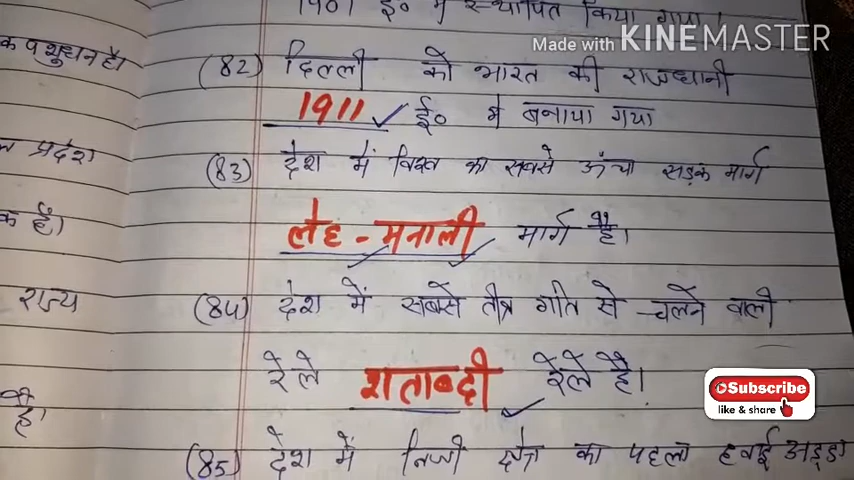 1901 ई० में स्थापित किया गया।
Made with KINEMASTER
क पशुधन है।
(82) दिल्ली को भारत की राजधानी
1911 ई० मे बनाया गया
ल प्रदेश
(83) देश में विश्व का सबसे ऊंचा सड़क मार्ग
क है।
लेह - मनाली मार्ग है।
राज्य
(84) देश में सबसे तीव्र गति से चलने वाली
रेले शताब्दी रेले है।
Subscribe
like & share
है।
(85) देश में निजी क्षेत्र का पहला हवाई अड्डा